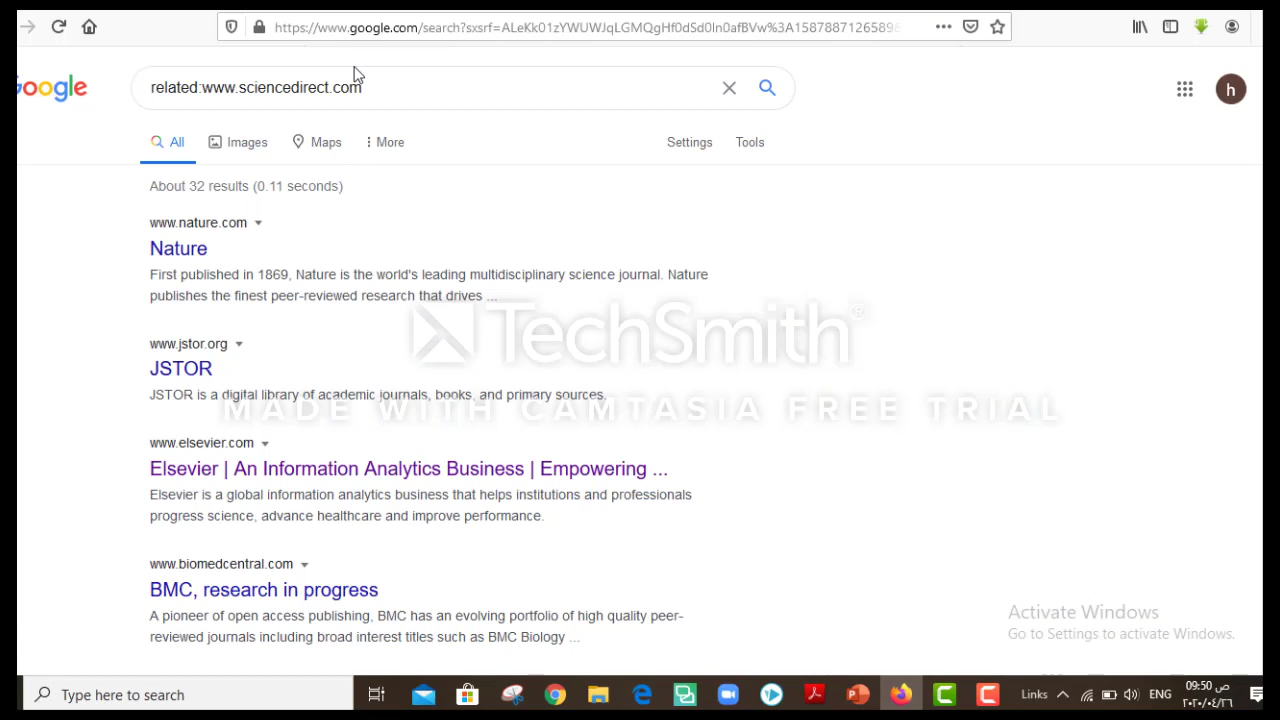 https://www.google.com/search?sxsrf=ALeKk01zYWUWJqLGMQgHf0dSd0ln0afBVw%3A158788712658
Google
related:www.sciencedirect.com
h
All
Images
Maps
More
Settings
Tools
About 32 results (0.11 seconds)
www.nature.com
Nature
First published in 1869, Nature is the world's leading multidisciplinary science journal. Nature
publishes the finest peer-reviewed research that drives ...
TechSmith®
www.jstor.org
JSTOR
JSTOR is a digital library of academic journals, books, and primary sources.
MADE WITH CAMTASIA FREE TRIAL
www.elsevier.com
Elsevier | An Information Analytics Business | Empowering ...
Elsevier is a global information analytics business that helps institutions and professionals
progress science, advance healthcare and improve performance.
www.biomedcentral.com
BMC, research in progress
A pioneer of open access publishing, BMC has an evolving portfolio of high quality peer-
reviewed journals including broad interest titles such as BMC Biology ...
Activate Windows
Go to Settings to activate Windows.
Type here to search
Links
ENG
09:50 ص
٢٠٢٠/٠٤/٢٦